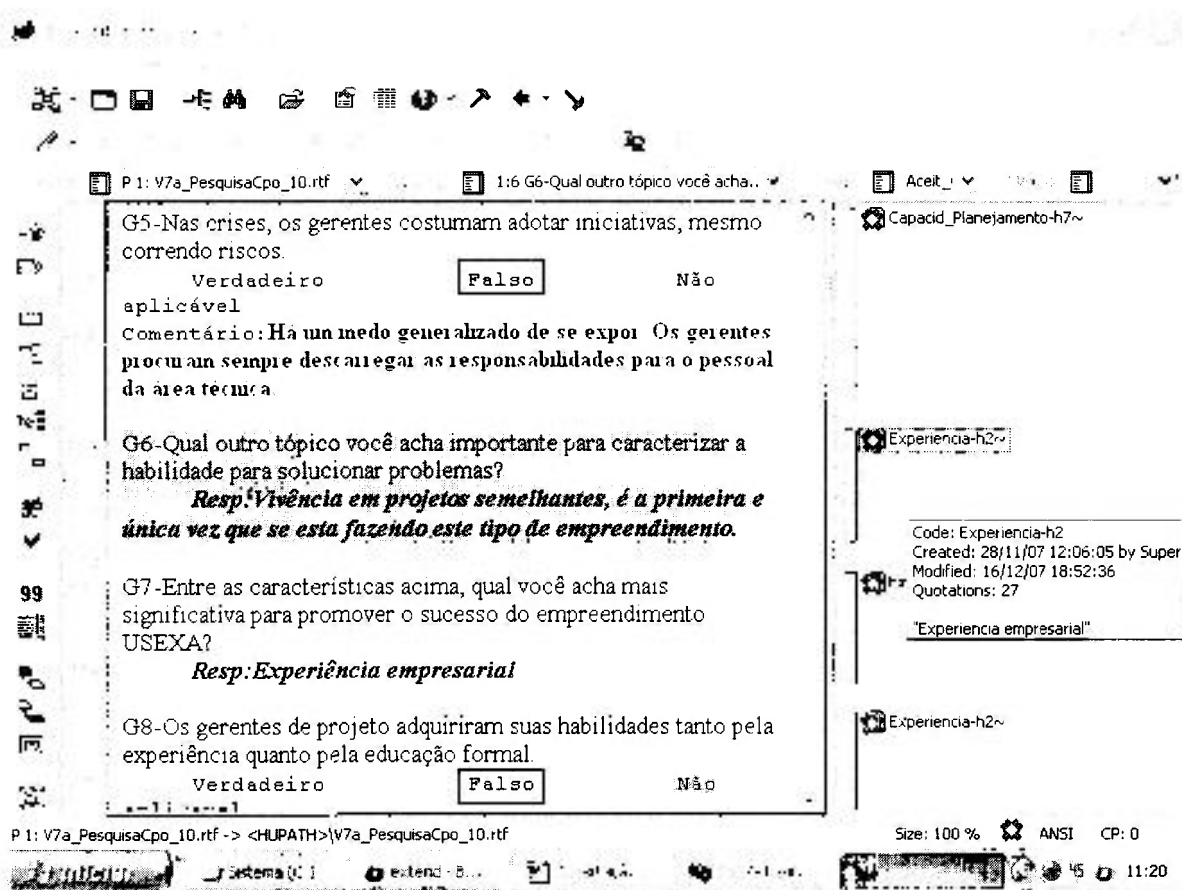 P 1: V7a_PesquisaCpo_10.rtf
1:6 G6-Qual outro tópico você acha..
Aceit_
G5-Nas crises, os gerentes costumam adotar iniciativas, mesmo
correndo riscos.
Verdadeiro Falso Não
aplicável
Comentário: Há um medo generalizado de se expor. Os gerentes
procuram sempre descarregar as responsabilidades para o pessoal
da área técnica.
G6-Qual outro tópico você acha importante para caracterizar a
habilidade para solucionar problemas?
Resp: Vivência em projetos semelhantes, é a primeira e
única vez que se esta fazendo este tipo de empreendimento.
G7-Entre as características acima, qual você acha mais
significativa para promover o sucesso do empreendimento
USEXA?
Resp: Experiência empresarial
G8-Os gerentes de projeto adquiriram suas habilidades tanto pela
experiência quanto pela educação formal.
Verdadeiro Falso Não
Capacid_Planejamento-h7~
Experiencia-h2~
Code: Experiencia-h2
Created: 28/11/07 12:06:05 by Super
Modified: 16/12/07 18:52:36
Quotations: 27
"Experiencia empresarial"
Experiencia-h2~
99
P 1: V7a_PesquisaCpo_10.rtf -> <HUPATH>\V7a_PesquisaCpo_10.rtf
Size: 100 % ANSI CP: 0
Sistema extend - B...
11:20